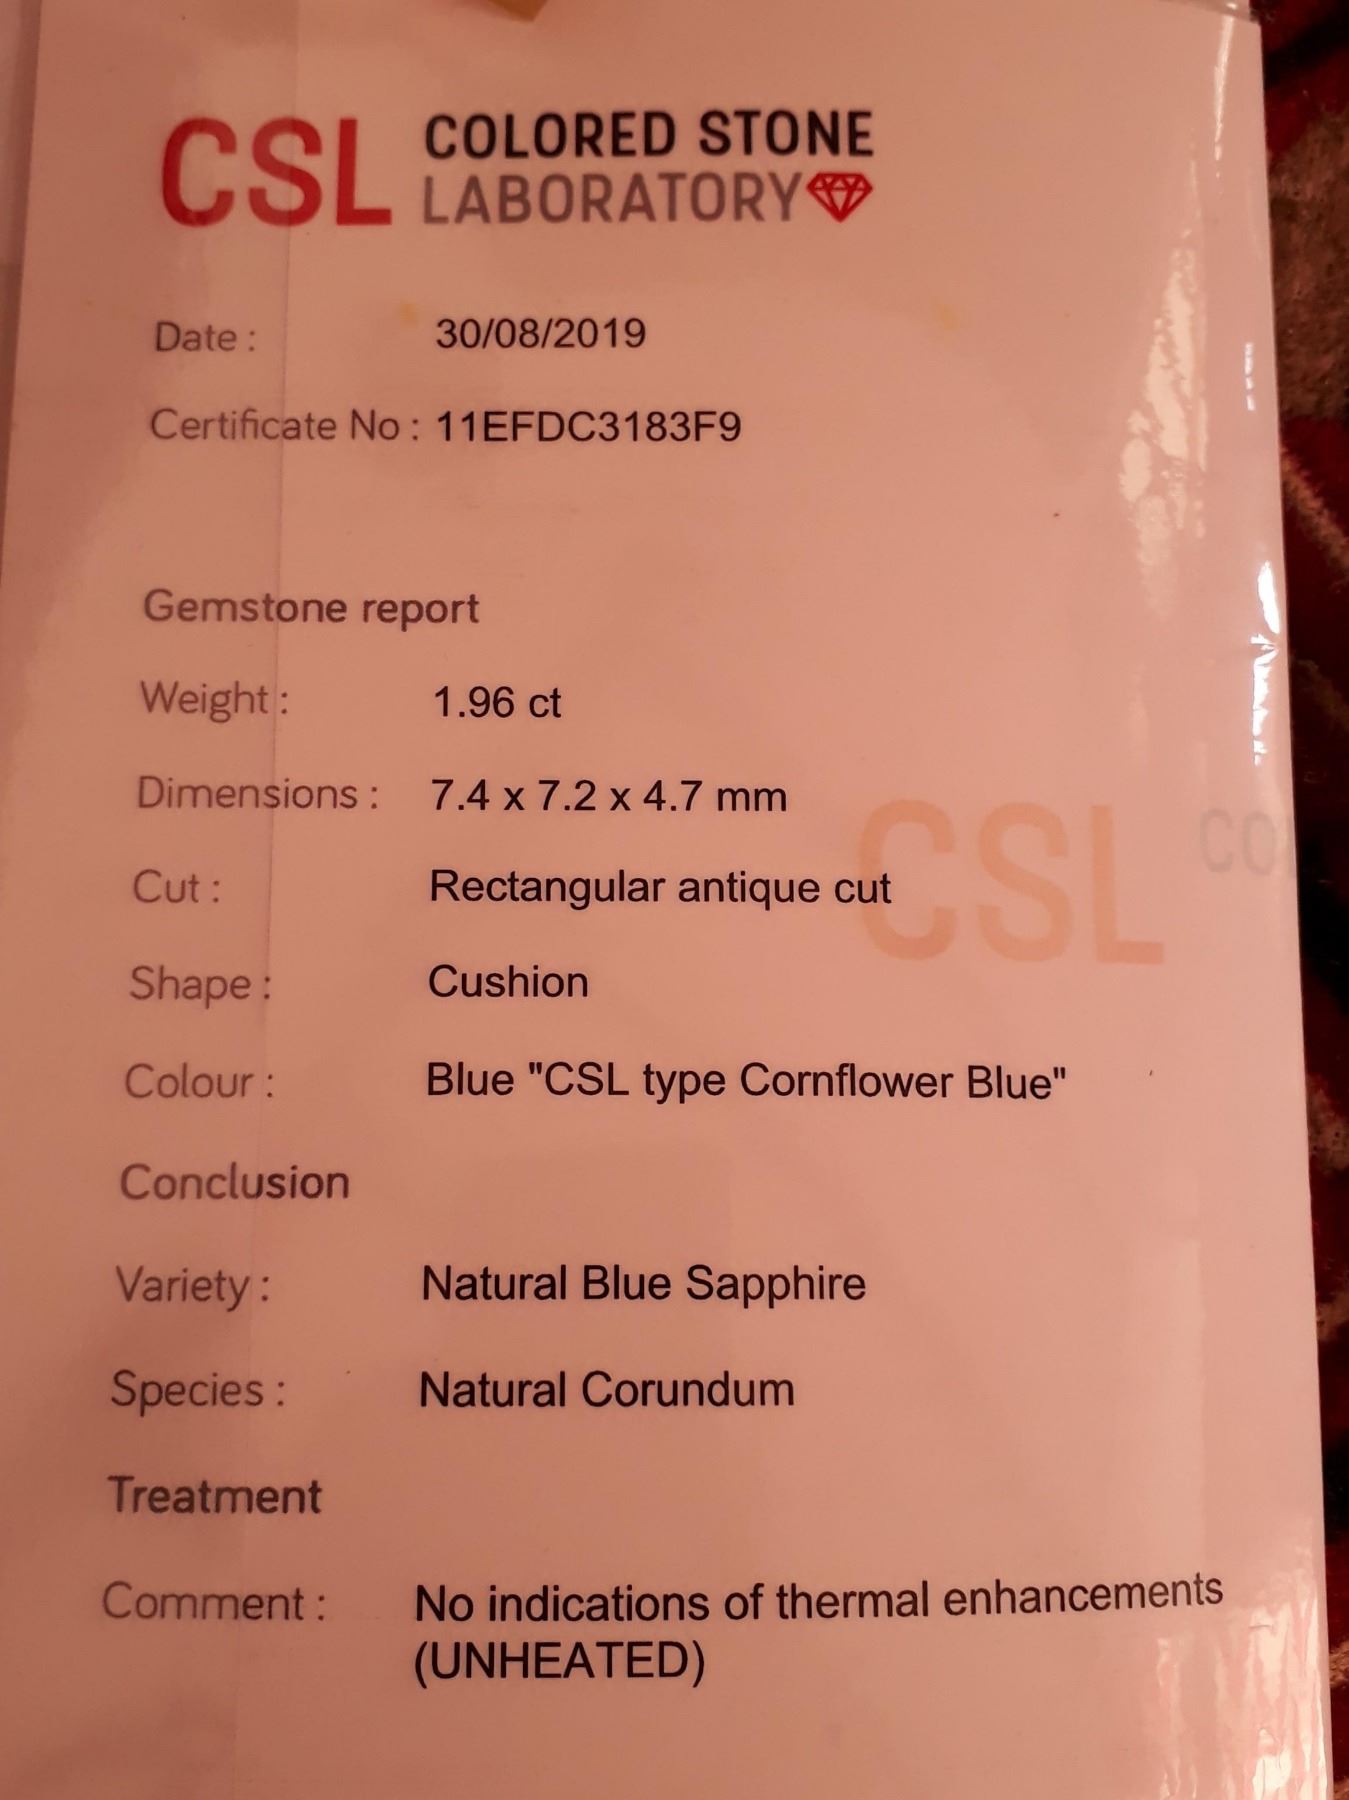 CSL COLORED STONE
LABORATORY
Date : 30/08/2019
Certificate No : 11EFDC3183F9
Gemstone report
Weight : 1.96 ct
Dimensions : 7.4 x 7.2 x 4.7 mm
CSL CO
Cut : Rectangular antique cut
Shape : Cushion
Colour : Blue "CSL type Cornflower Blue"
Conclusion
Variety : Natural Blue Sapphire
Species : Natural Corundum
Treatment
Comment : No indications of thermal enhancements
(UNHEATED)